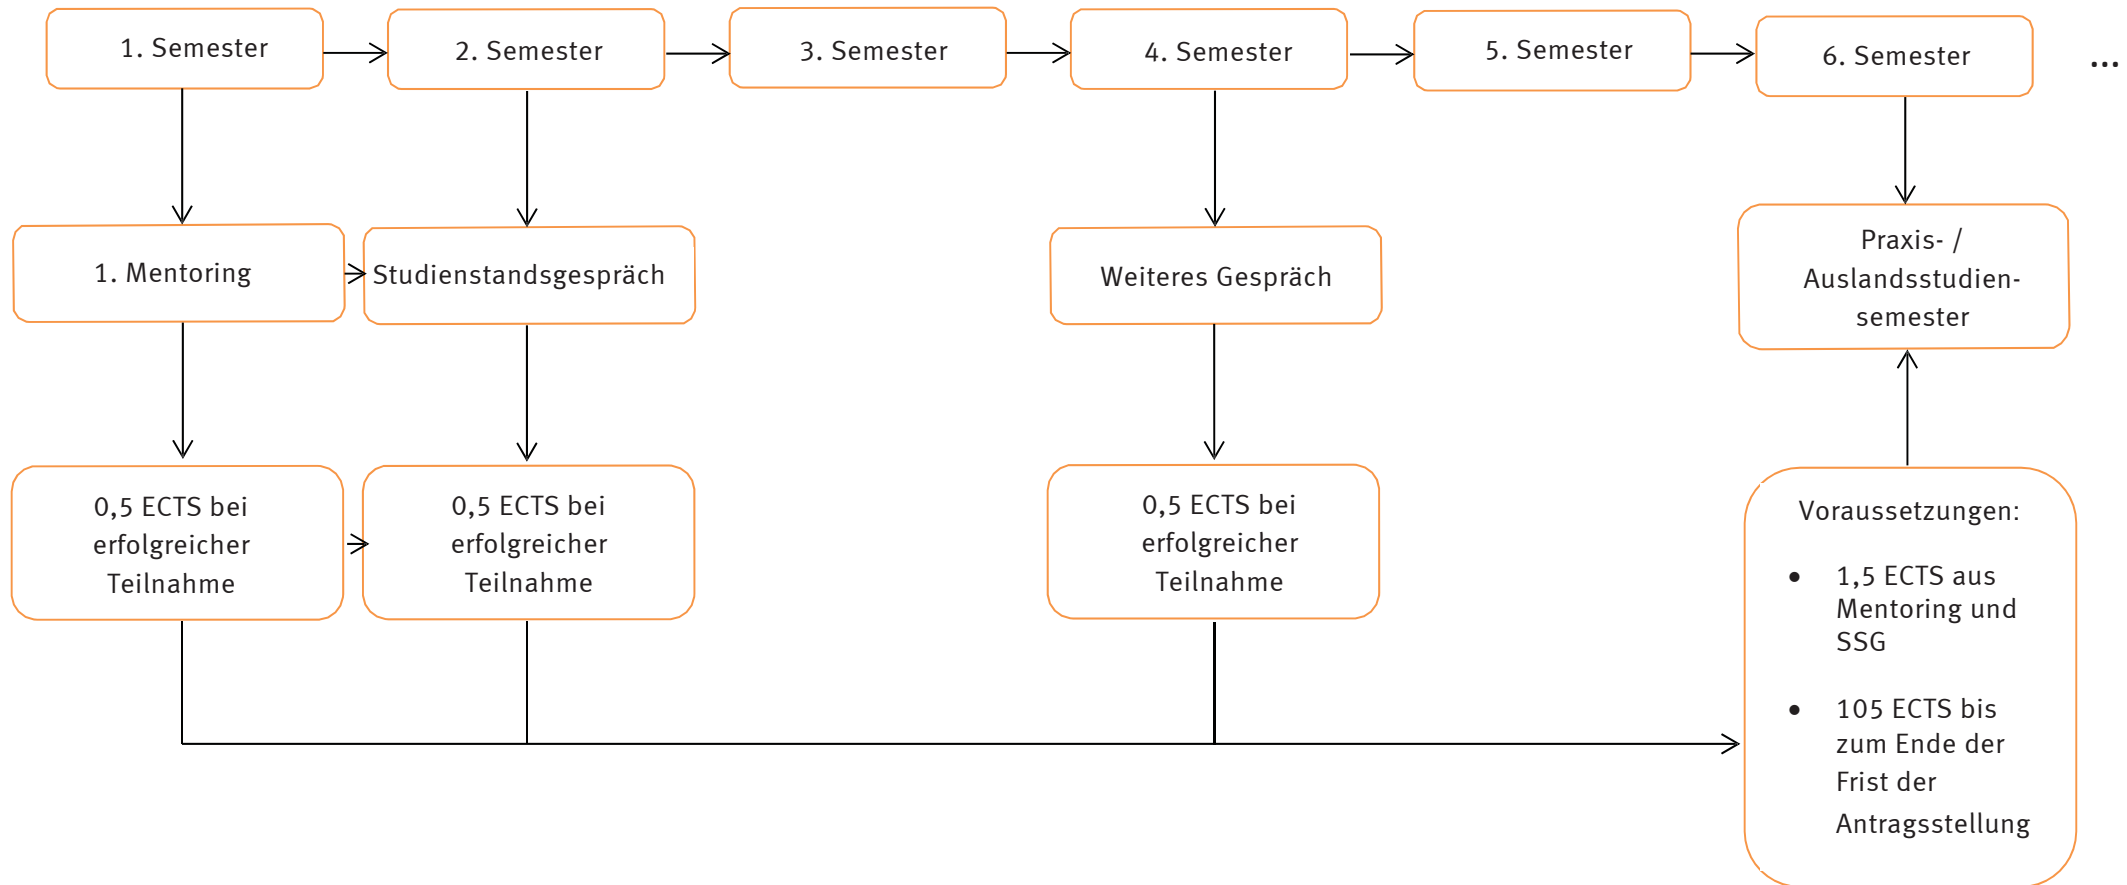 1. Semester
2. Semester
3. Semester
4. Semester
5. Semester
6. Semester
...
1. Mentoring
Studienstandsgespräch
Weiteres Gespräch
Praxis- /
Auslandsstudien-
semester
0,5 ECTS bei
erfolgreicher
Teilnahme
0,5 ECTS bei
erfolgreicher
Teilnahme
0,5 ECTS bei
erfolgreicher
Teilnahme
Voraussetzungen:
• 1,5 ECTS aus
Mentoring und
SSG
• 105 ECTS bis
zum Ende der
Frist der
Antragsstellung